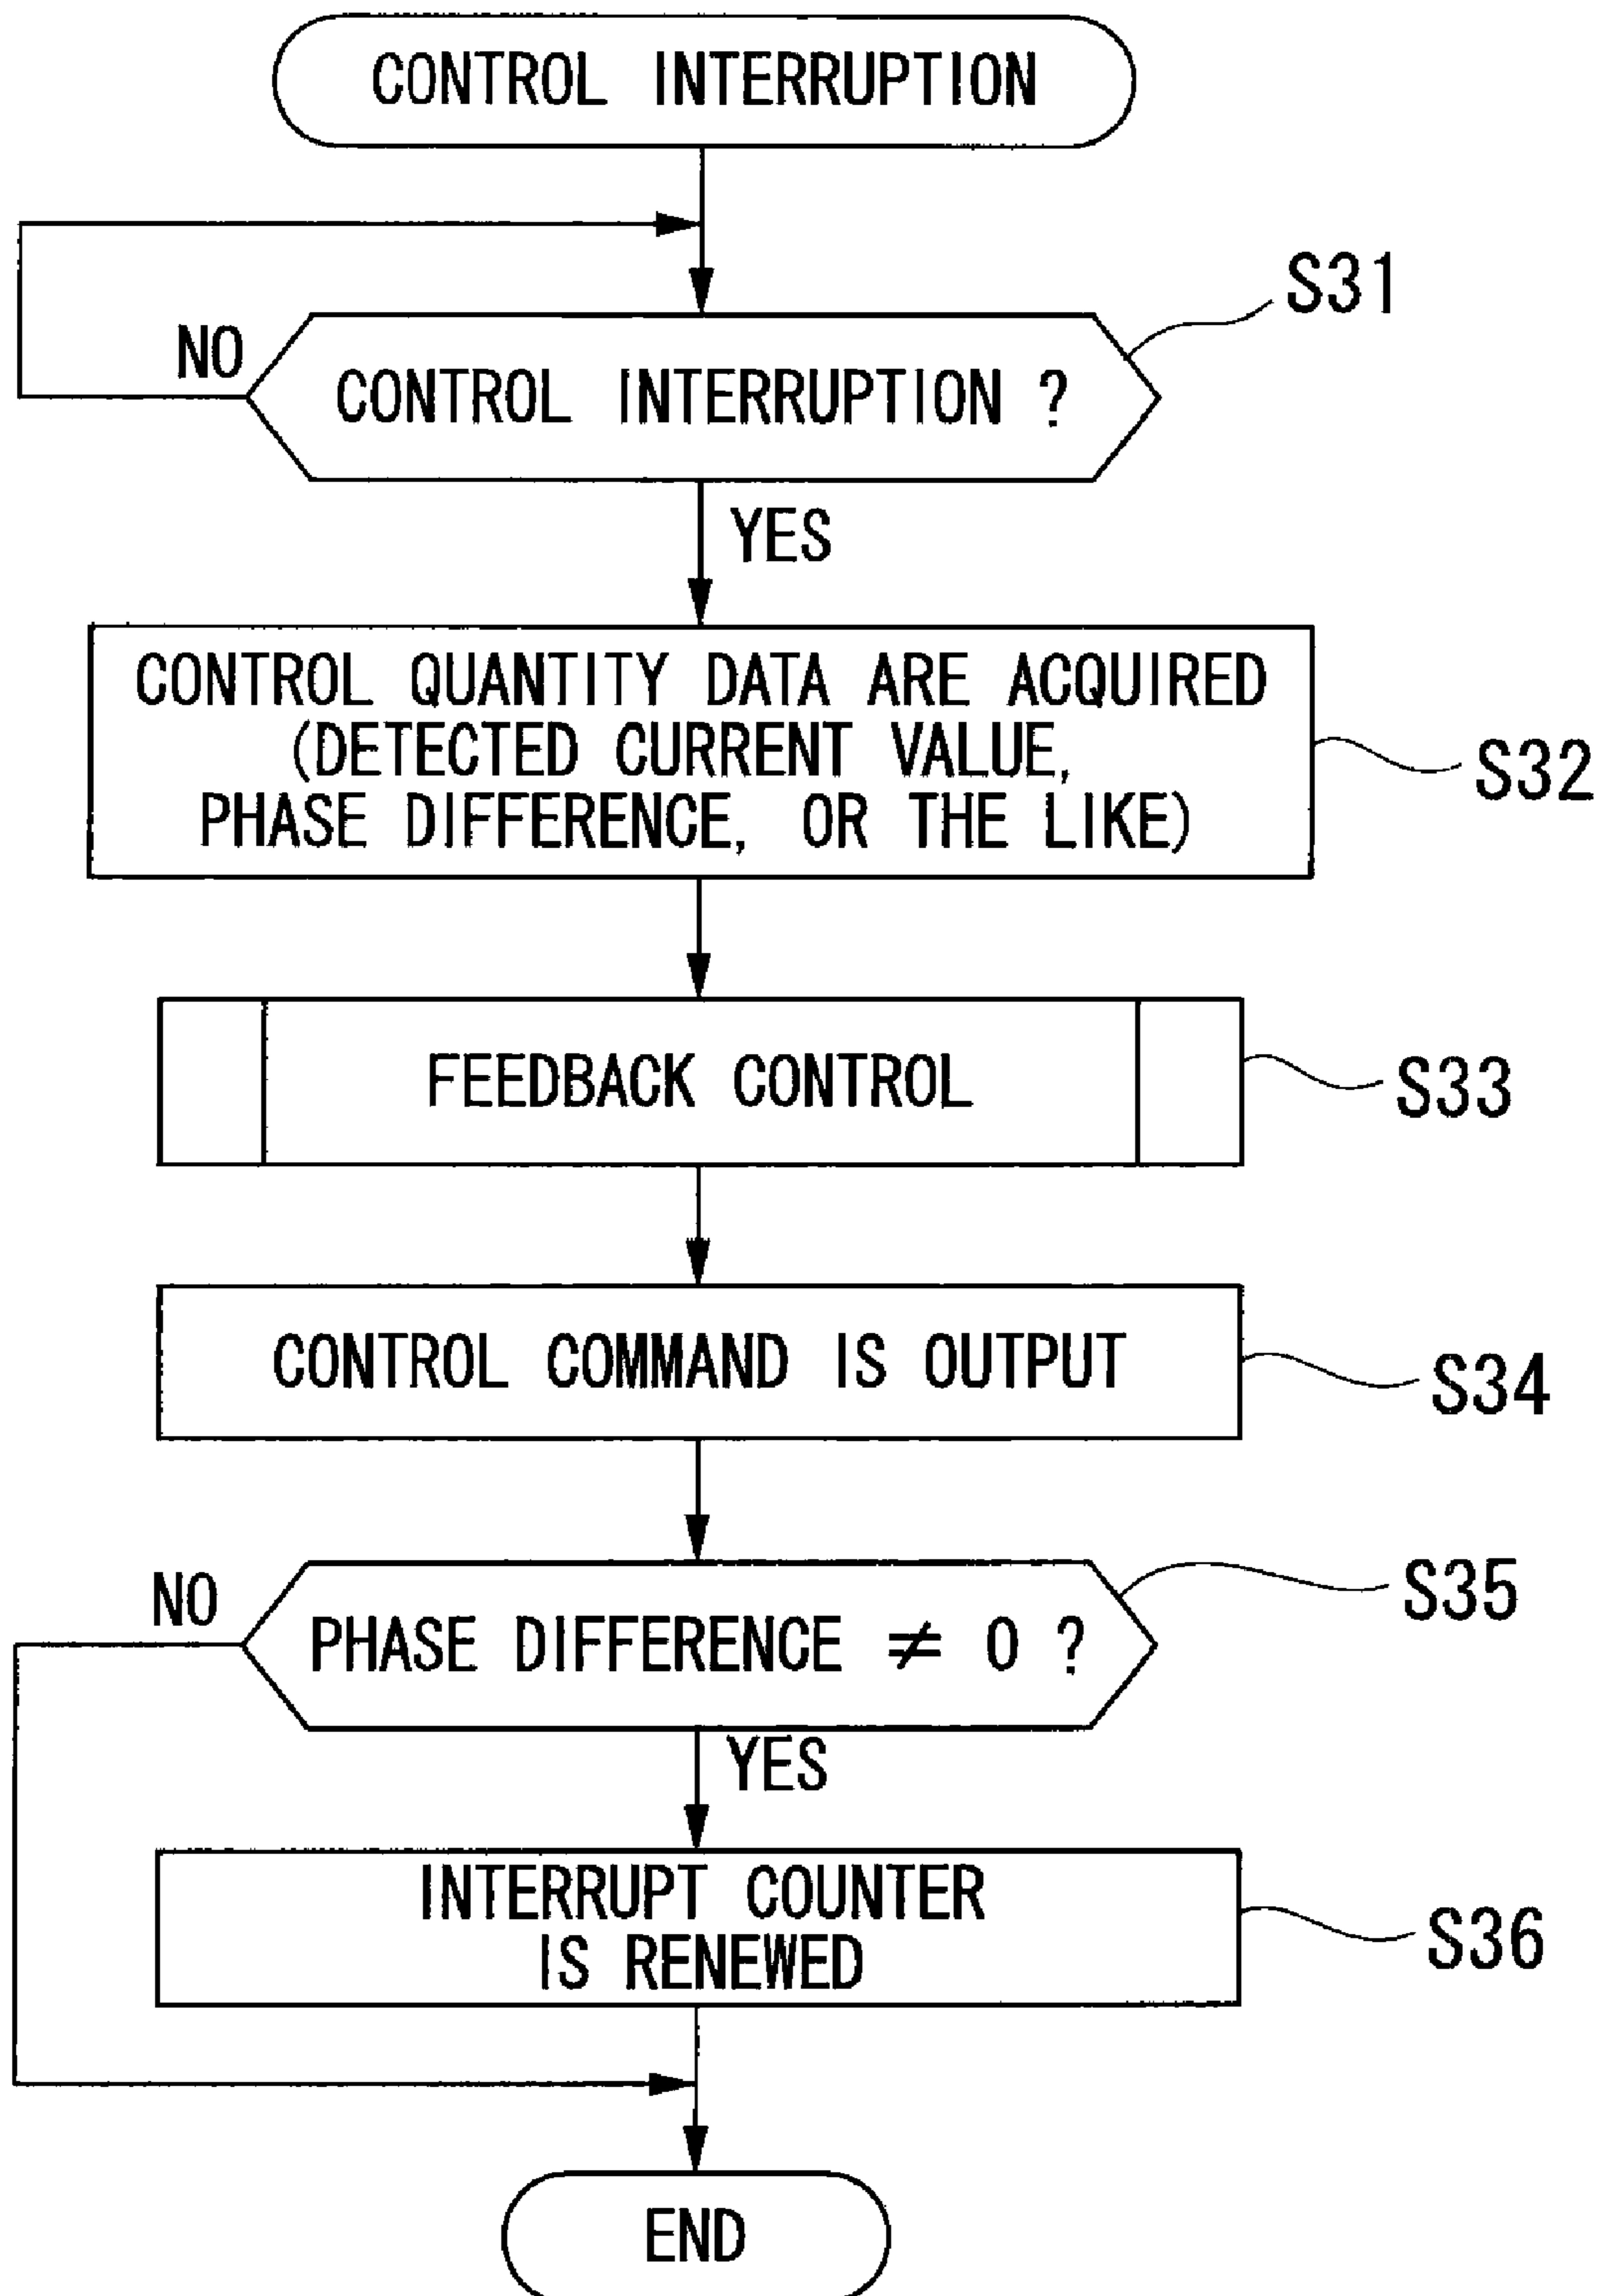 CONTROL INTERRUPTION
S31
NO
CONTROL INTERRUPTION ?
YES
CONTROL QUANTITY DATA ARE ACQUIRED
(DETECTED CURRENT VALUE,
PHASE DIFFERENCE, OR THE LIKE)
S32
FEEDBACK CONTROL
S33
CONTROL COMMAND IS OUTPUT
S34
NO
PHASE DIFFERENCE ≠ 0 ?
S35
YES
INTERRUPT COUNTER
IS RENEWED
S36
END